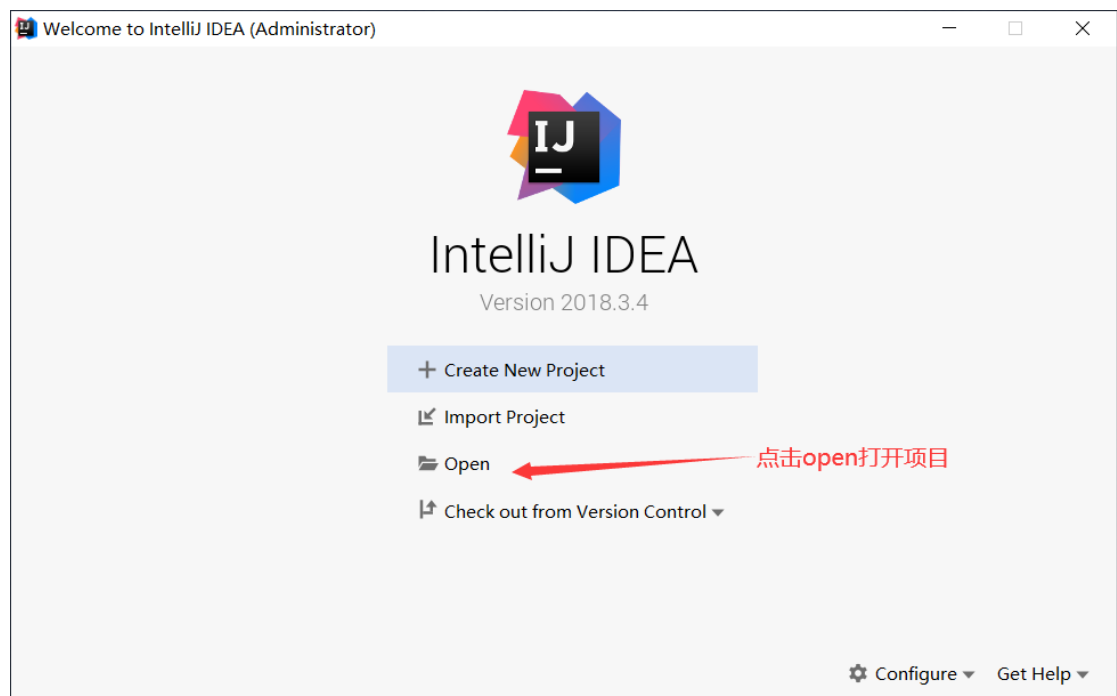 Welcome to IntelliJ IDEA (Administrator)
IJ
IntelliJ IDEA
Version 2018.3.4
Create New Project
Import Project
Open
点击open打开项目
Check out from Version Control
Configure
Get Help